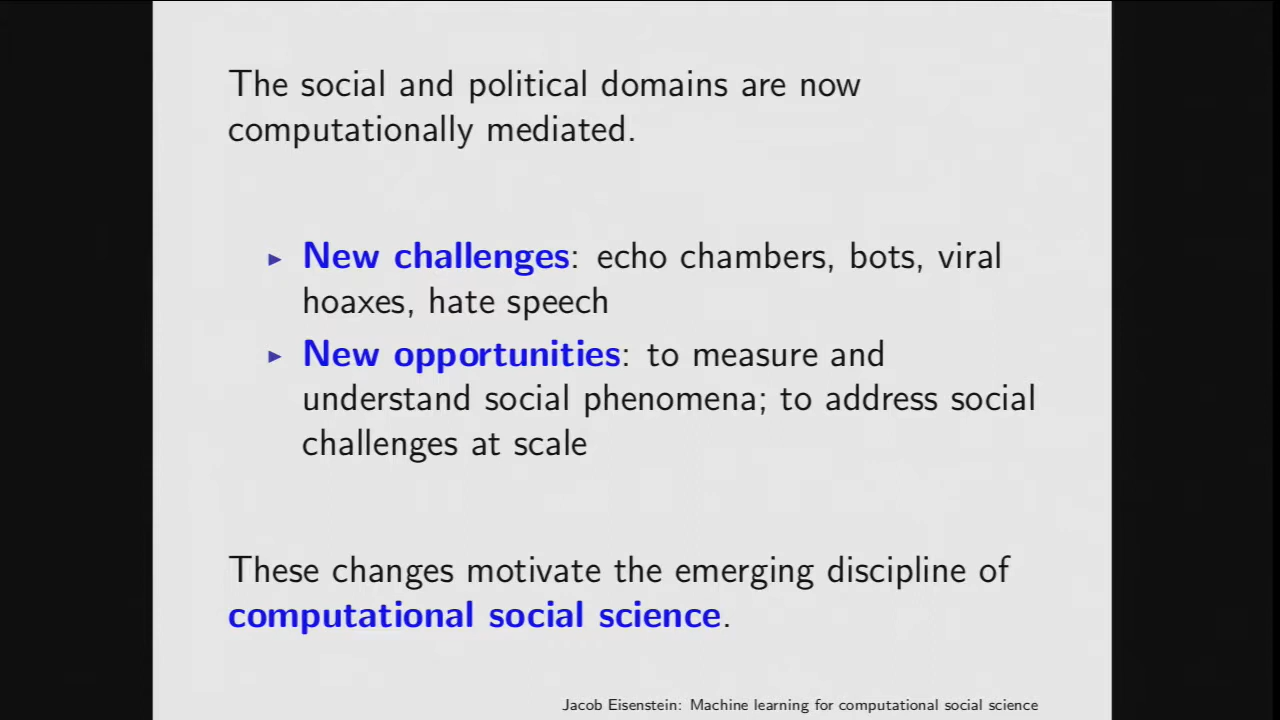 The social and political domains are now
computationally mediated.
▸ New challenges: echo chambers, bots, viral
hoaxes, hate speech
▸ New opportunities: to measure and
understand social phenomena; to address social
challenges at scale
These changes motivate the emerging discipline of
computational social science.
Jacob Eisenstein: Machine learning for computational social science